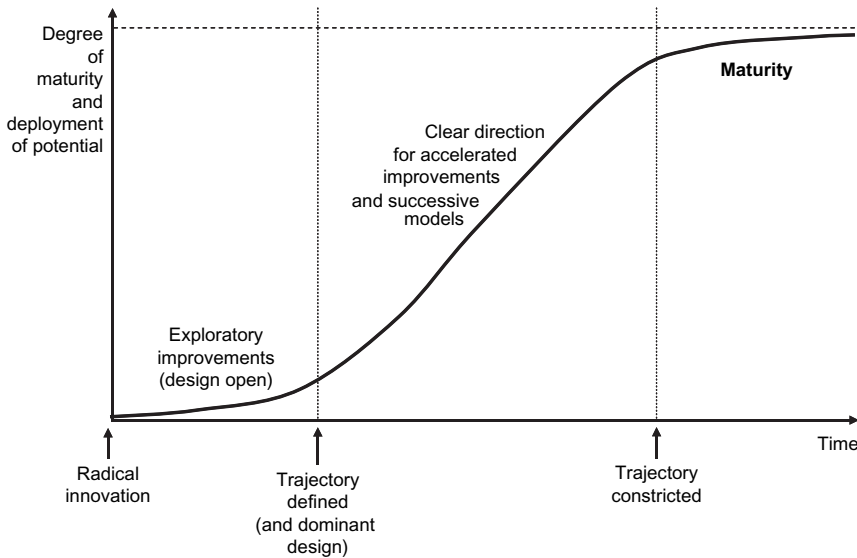 Degree
of
maturity
and
deployment
of potential
Maturity
Clear direction
for accelerated
improvements
and successive
models
Exploratory
improvements
(design open)
Time
Radical
innovation
Trajectory
defined
(and dominant
design)
Trajectory
constricted